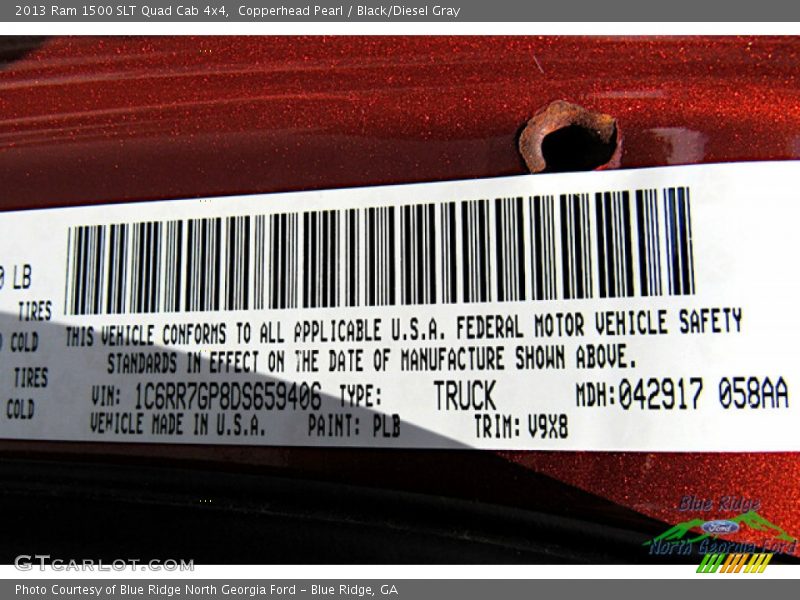 2013 Ram 1500 SLT Quad Cab 4x4,  Copperhead Pearl / Black/Diesel Gray
0 LB
TIRES
COLD
TIRES
COLD
THIS VEHICLE CONFORMS TO ALL APPLICABLE U.S.A. FEDERAL MOTOR VEHICLE SAFETY
STANDARDS IN EFFECT ON THE DATE OF MANUFACTURE SHOWN ABOVE.
VIN: 1C6RR7GP8DS659406 TYPE: TRUCK MDH:042917 058AA
VEHICLE MADE IN U.S.A. PAINT: PLB TRIM: V9X8
Blue Ridge
Ford
North Georgia Ford
GTcarlot.com
Photo Courtesy of Blue Ridge North Georgia Ford – Blue Ridge, GA